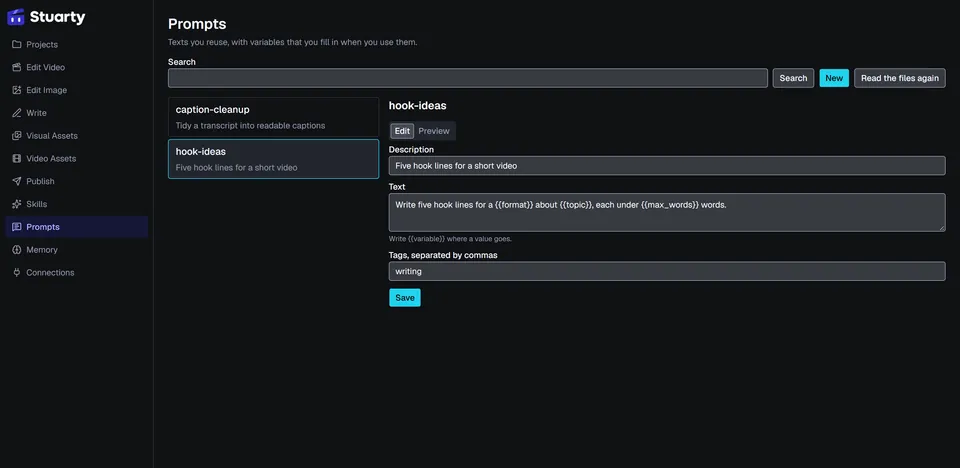 Stuarty
Projects
Edit Video
Edit Image
Write
Visual Assets
Video Assets
Publish
Skills
Prompts
Memory
Connections
Prompts
Texts you reuse, with variables that you fill in when you use them.
Search
Search
New
Read the files again
caption-cleanup
Tidy a transcript into readable captions
hook-ideas
Five hook lines for a short video
hook-ideas
Edit
Preview
Description
Five hook lines for a short video
Text
Write five hook lines for a {{format}} about {{topic}}, each under {{max_words}} words.
Write {{variable}} where a value goes.
Tags, separated by commas
writing
Save